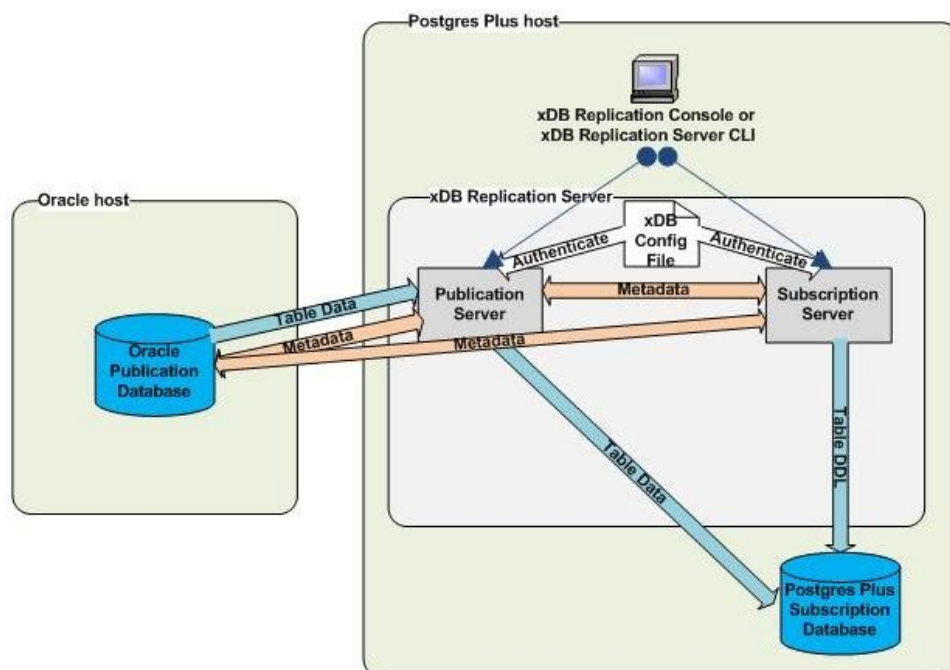 Postgres Plus host
xDB Replication Console or
xDB Replication Server CLI
Oracle host
xDB Replication Server
xDB
Config
File
Authenticate
Authenticate
Publication
Server
Metadata
Subscription
Server
Table Data
Metadata
Metadata
Oracle
Publication
Database
Table Data
Table DDL
Postgres Plus
Subscription
Database